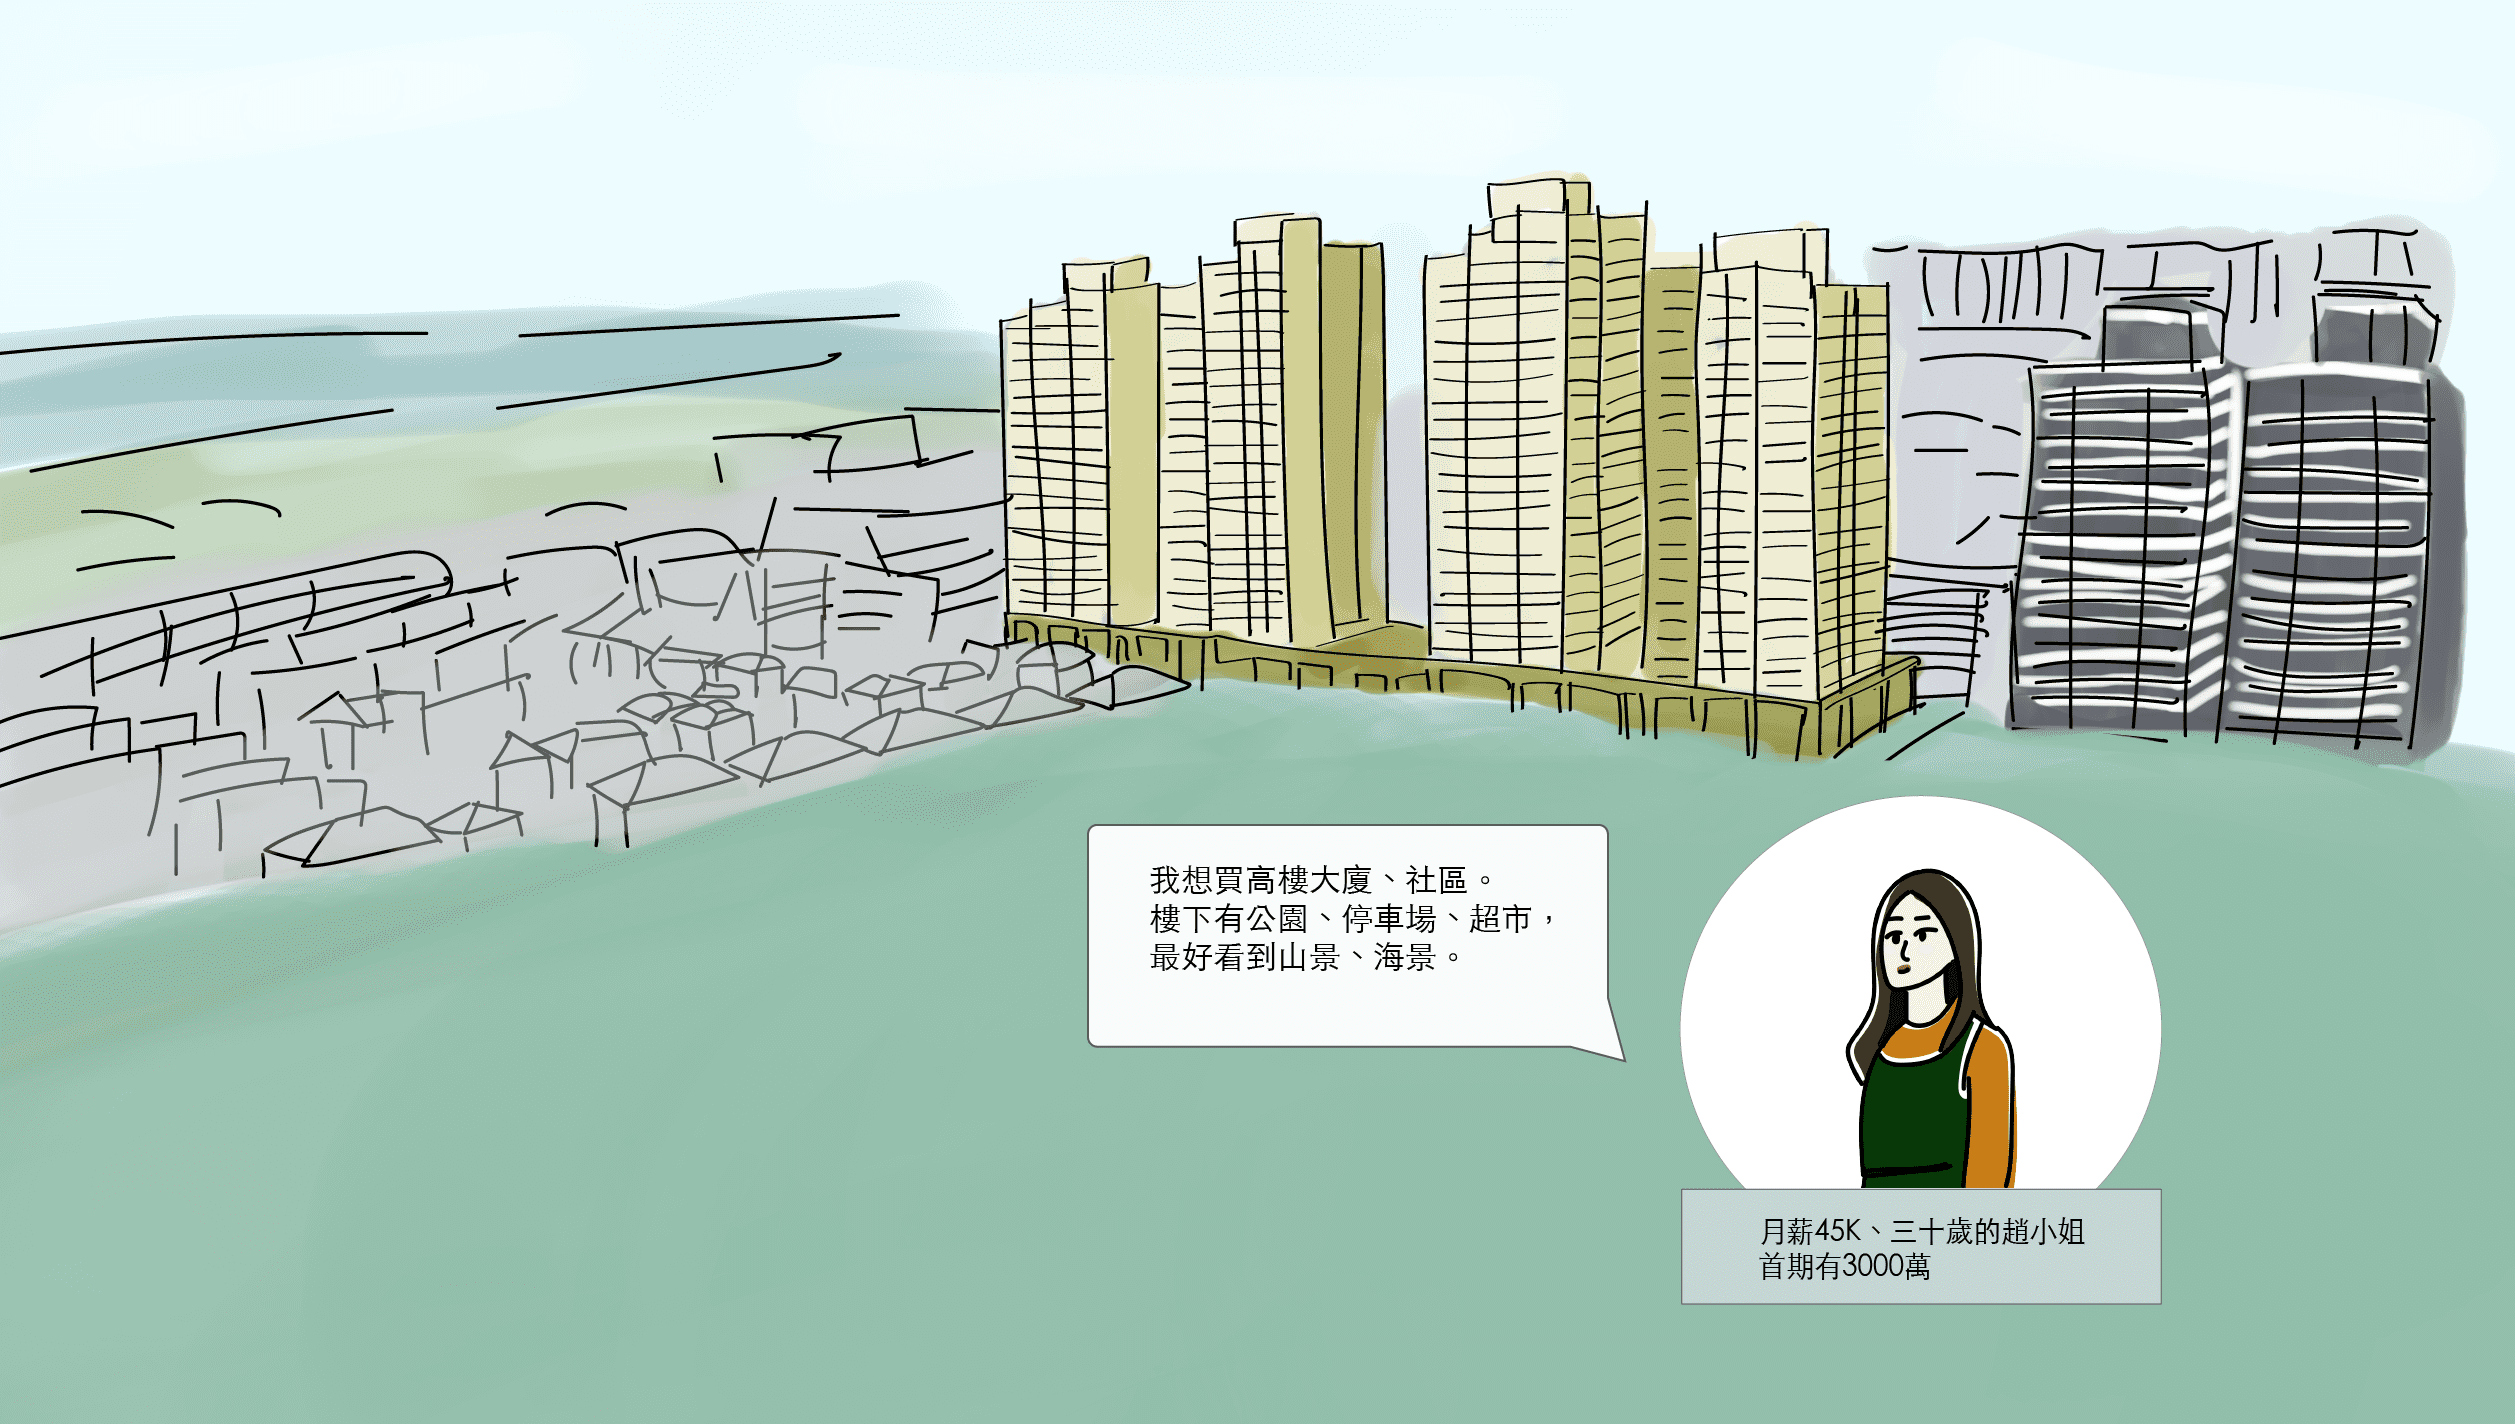 我想買高樓大廈、社區。
樓下有公園、停車場、超市，
最好看到山景、海景。
月薪45K、三十歲的趙小姐
首期有3000萬